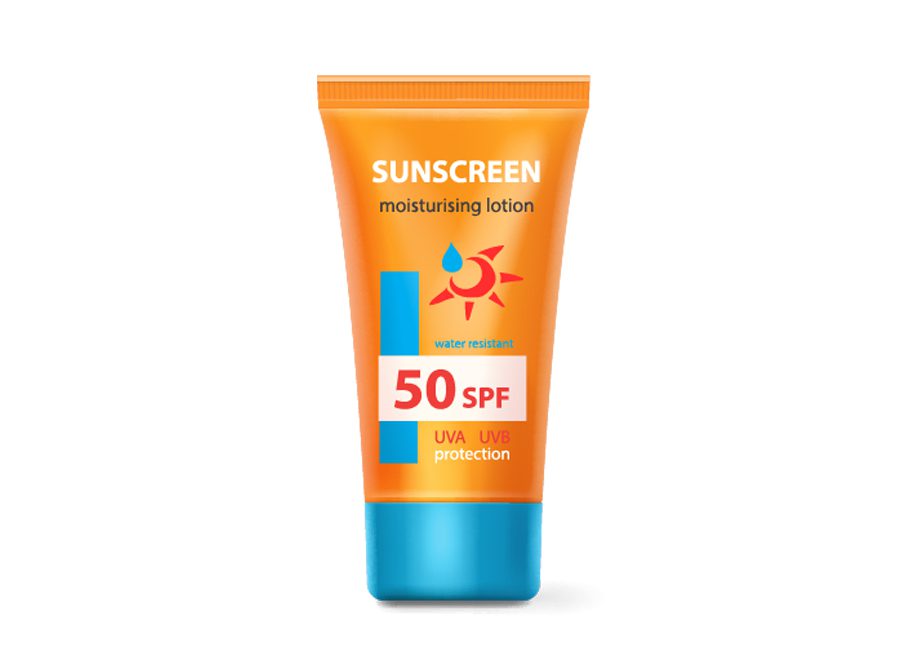 SUNSCREEN
moisturising lotion
water resistant
50 SPF
UVA UVB
protection